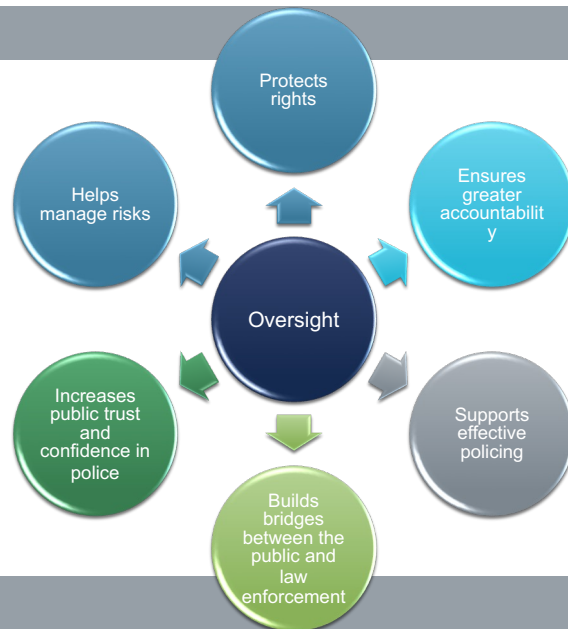 Protects
rights
Ensures
greater
accountabilit
y
Helps
manage risks
Oversight
Increases
public trust
and
confidence in
police
Supports
effective
policing
Builds
bridges
between the
public and
law
enforcement